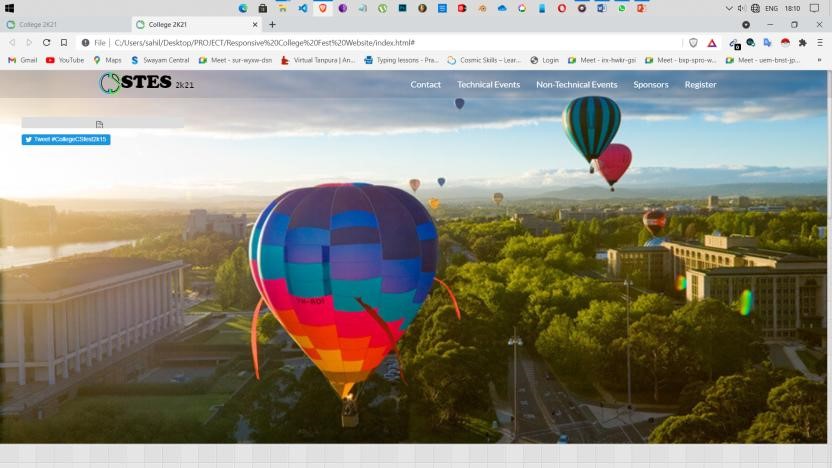 ENG 18:10
College 2K21
College 2K21
File C:/Users/sahil/Desktop/PROJECT/Responsive%20College%20Fest%20Website/index.html#
Gmail YouTube Maps Swayam Central Meet - sur-wyxw-dsn Tanpura | An... Typing lessons - Pra... Cosmic Skills – Lear... Login Meet - irx-hwkr-gsi Meet - bxp-spro-w... Meet - uem-bnst-jp... »
CSTES 2k21 Contact Technical Events Non-Technical Events Sponsors Register
Tweet #CollegeCSfest2k15